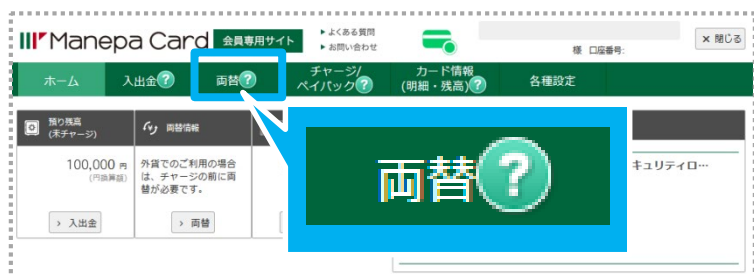 Manepa Card 会員専用サイト
よくある質問
お問い合わせ
様 口座番号:
× 閉じる
ホーム
入出金?
両替?
チャージ/
ペイバック?
カード情報
(明細・残高)?
各種設定
預り残高
(未チャージ)
両替情報
100,000 円
(円換算額)
外貨でのご利用の場合
は、チャージの前に両
替が必要です。
> 入出金
> 両替
両替?
キュリティロ…